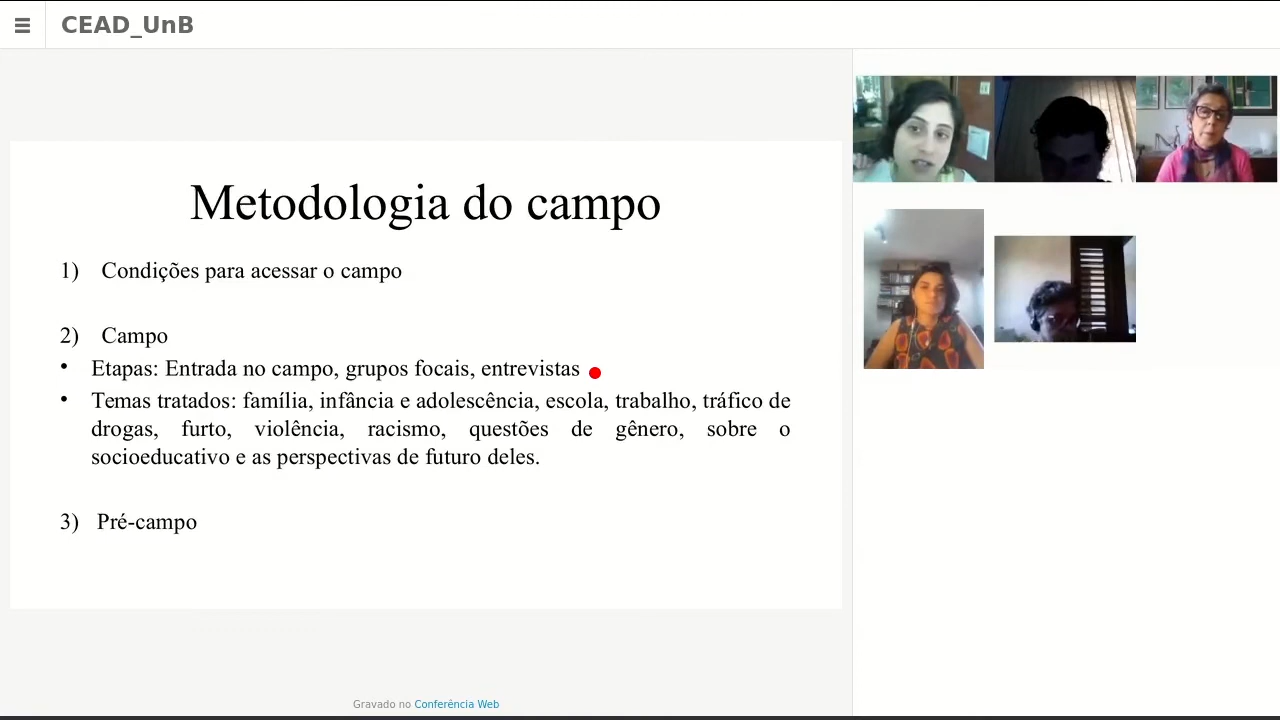 CEAD_UnB
Metodologia do campo
1) Condições para acessar o campo
2) Campo
• Etapas: Entrada no campo, grupos focais, entrevistas
• Temas tratados: família, infância e adolescência, escola, trabalho, tráfico de
drogas, furto, violência, racismo, questões de gênero, sobre o
socioeducativo e as perspectivas de futuro deles.
3) Pré-campo
Gravado no Conferência Web